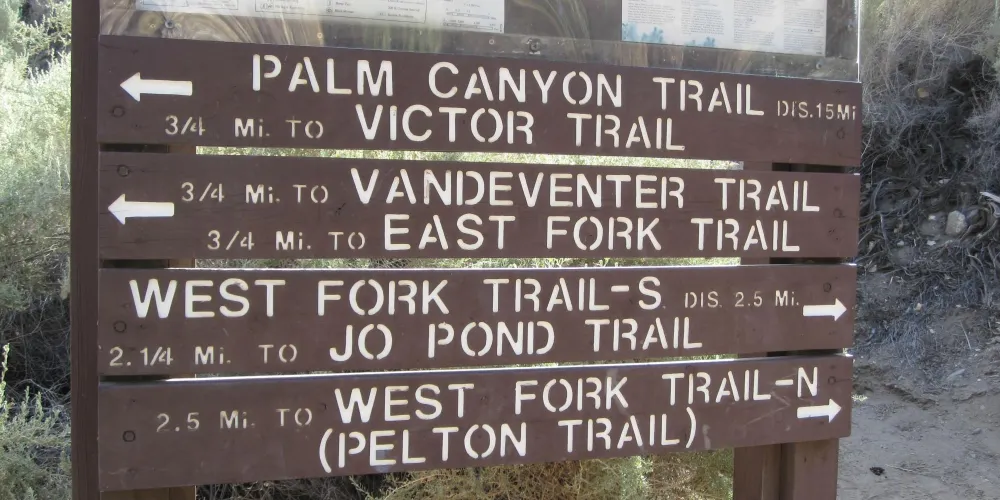 PALM CANYON TRAIL DIS. 15 Mi
3/4 Mi. TO VICTOR TRAIL
3/4 Mi. TO VANDEVENTER TRAIL
3/4 Mi. TO EAST FORK TRAIL
WEST FORK TRAIL-S DIS. 2.5 Mi.
2.1/4 Mi. TO JO POND TRAIL
2.5 Mi. TO WEST FORK TRAIL-N
(PELTON TRAIL)